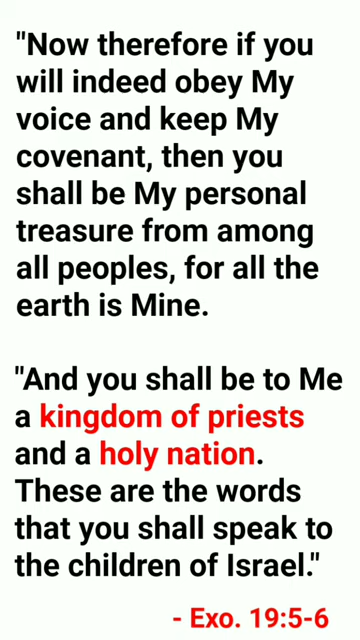 "Now therefore if you
will indeed obey My
voice and keep My
covenant, then you
shall be My personal
treasure from among
all peoples, for all the
earth is Mine.
"And you shall be to Me
a kingdom of priests
and a holy nation.
These are the words
that you shall speak to
the children of Israel."
- Exo. 19:5-6